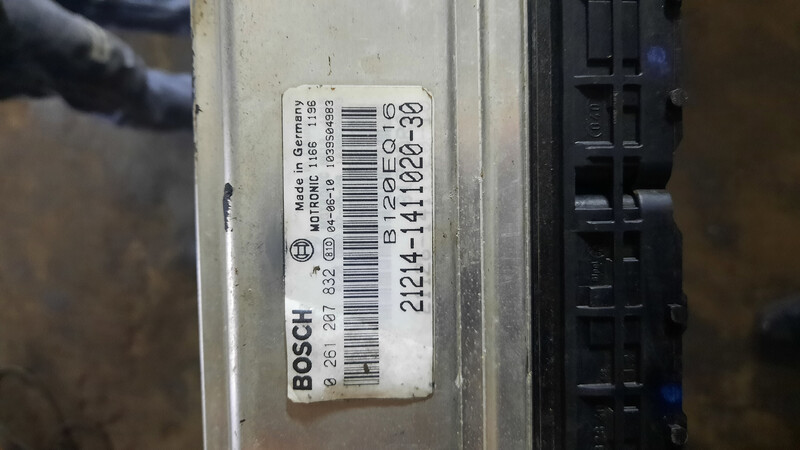 BOSCH Made in Germany
0 261 207 832 MOTRONIC 1166 1196
810 04-06-10 1039S04983
B120EQ16
21214-1411020-30